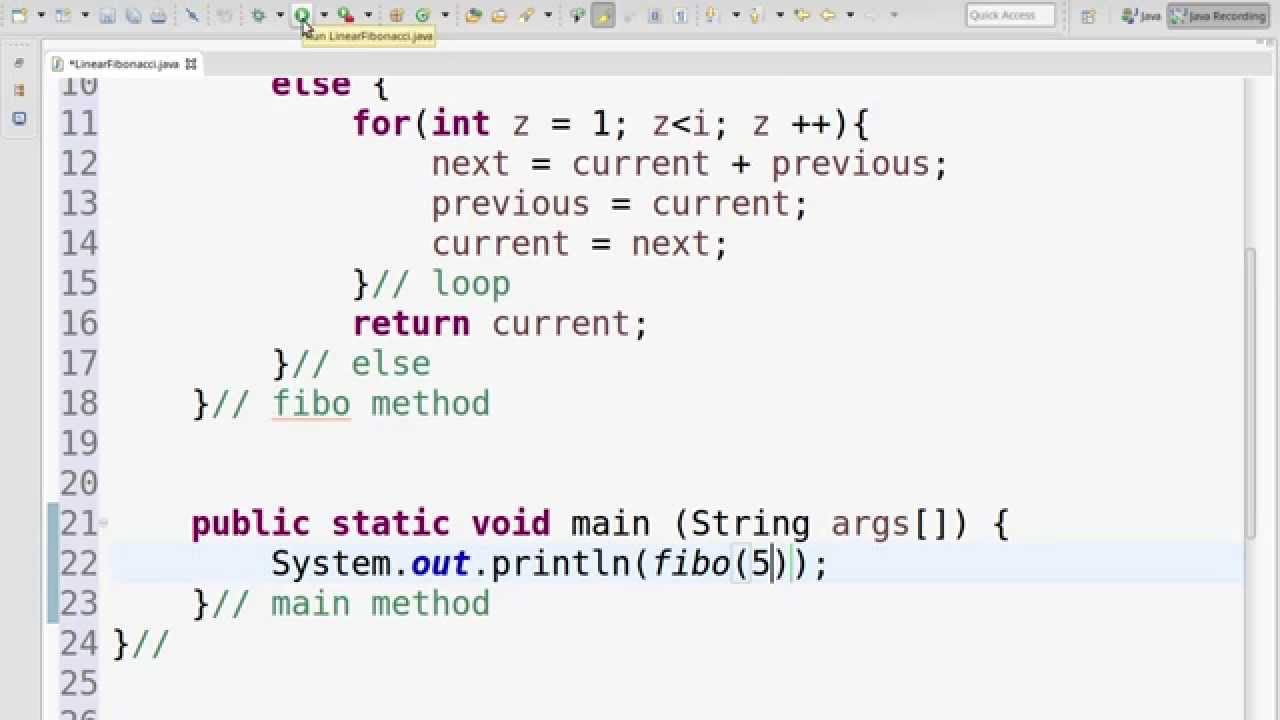 Quick Access
Java
Java Recording
Run LinearFibonacci.java
*LinearFibonacci.java
10 else {
11 for(int z = 1; z<i; z ++){
12 next = current + previous;
13 previous = current;
14 current = next;
15 }// loop
16 return current;
17 }// else
18 }// fibo method
19
20
21 public static void main (String args[]) {
22 System.out.println(fibo(5));
23 }// main method
24 }//
25
26